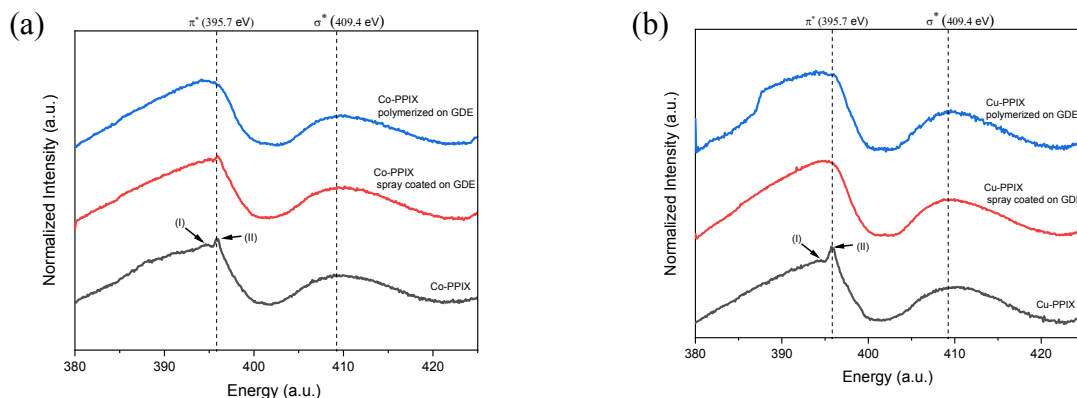 (a)
π* (395.7 eV) σ* (409.4 eV)
Normalized Intensity (a.u.)
Co-PPIX
polymerized on GDE
Co-PPIX
spray coated on GDE
(I)
(II)
Co-PPIX
380 390 400 410 420
Energy (a.u.)
(b)
π* (395.7 eV) σ* (409.4 eV)
Normalized Intensity (a.u.)
Cu-PPIX
polymerized on GDE
Cu-PPIX
spray coated on GDE
(I)
(II)
Cu-PPIX
380 390 400 410 420
Energy (a.u.)